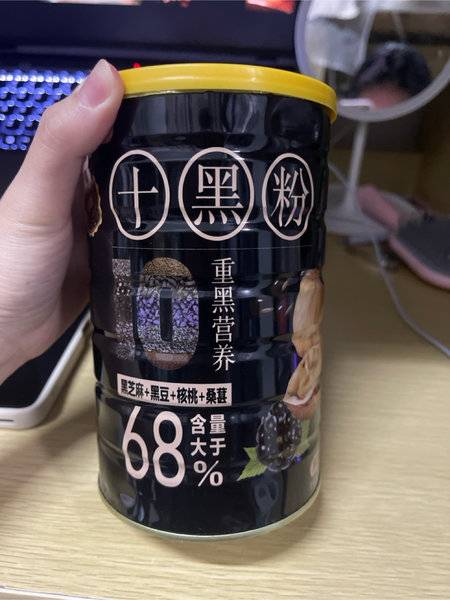 十黑粉
10
重黑营养
黑芝麻+黑豆+核桃+桑葚
含量
大于
68%